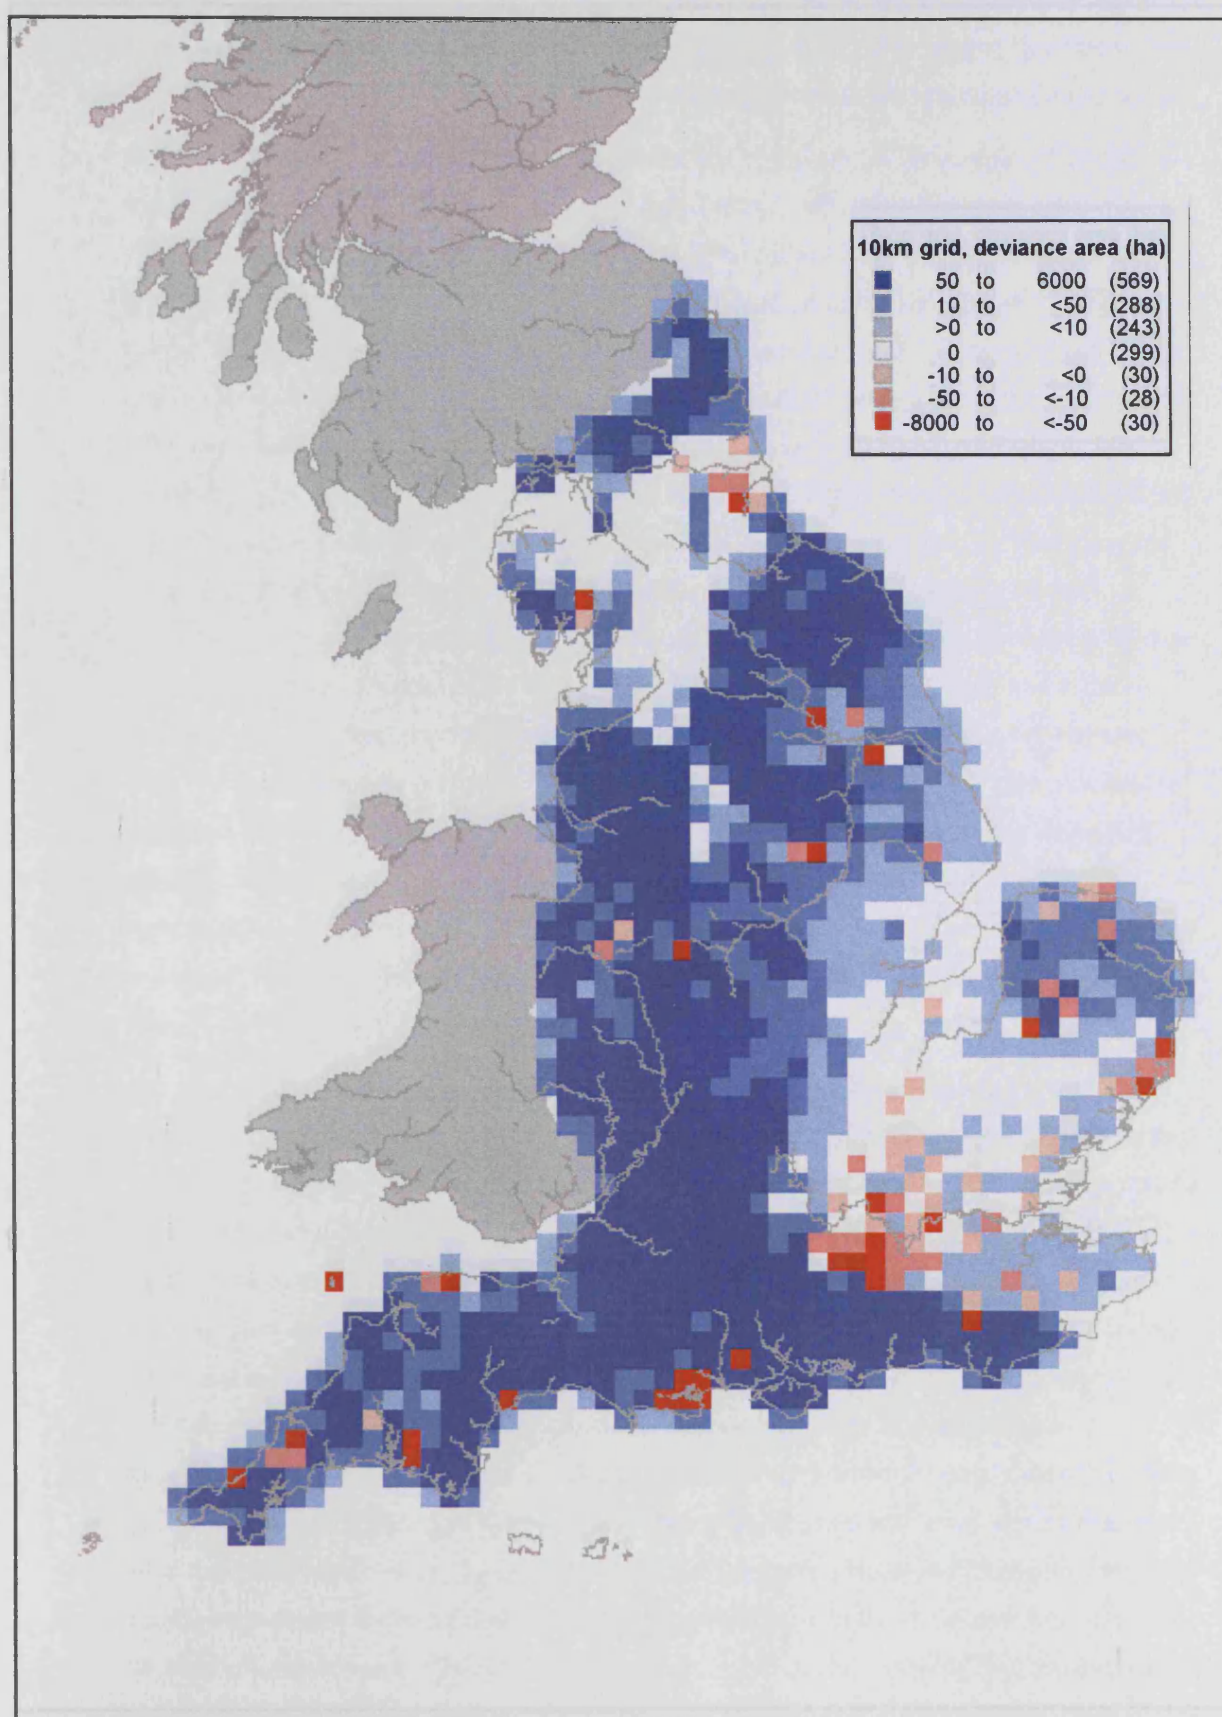 10km grid, deviance area (ha)
50 to 6000 (569)
10 to <50 (288)
>0 to <10 (243)
0 (299)
-10 to <0 (30)
-50 to <-10 (28)
-8000 to <-50 (30)